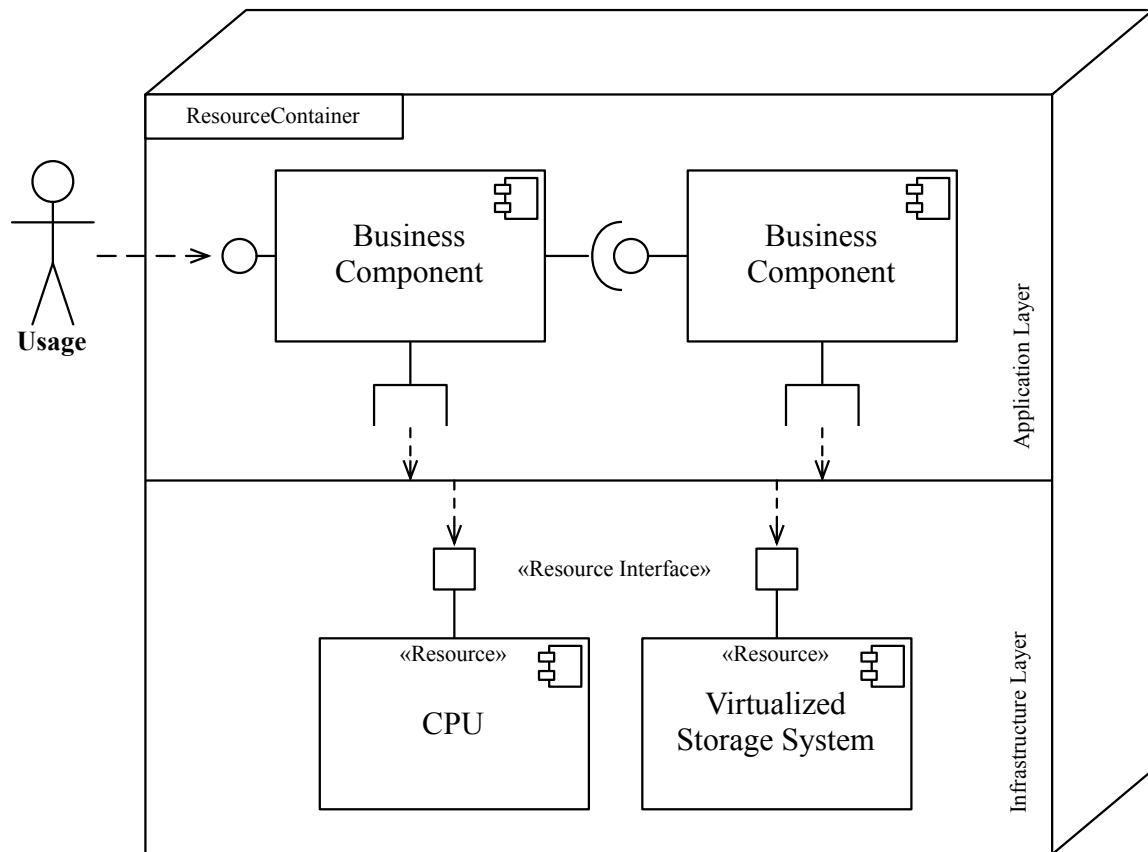 ResourceContainer
Business
Component
Business
Component
Usage
Application Layer
«Resource Interface»
«Resource»
CPU
«Resource»
Virtualized
Storage System
Infrastructure Layer